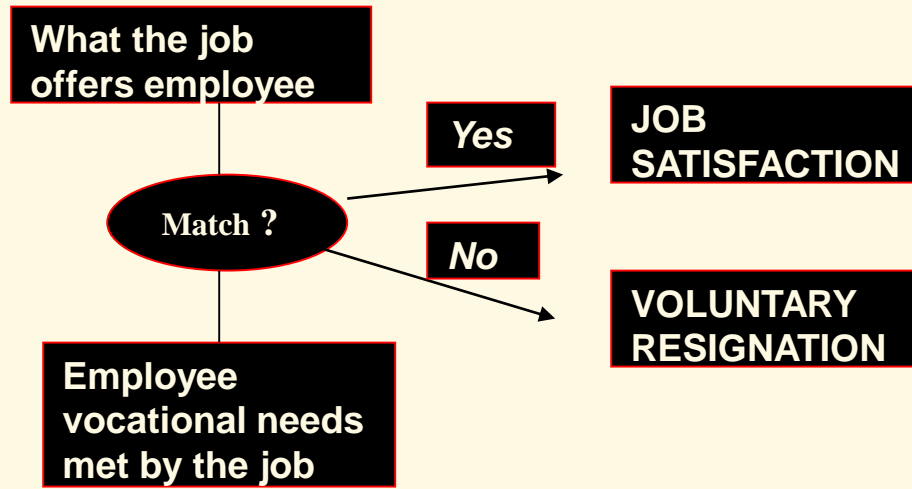 What the job
offers employee
Yes
JOB
SATISFACTION
Match ?
No
VOLUNTARY
RESIGNATION
Employee
vocational needs
met by the job